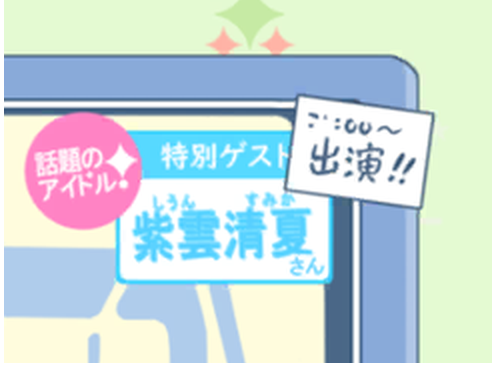 話題の
アイドル!
特別ゲスト
しうん すみか
紫雲清夏
さん
出演!!